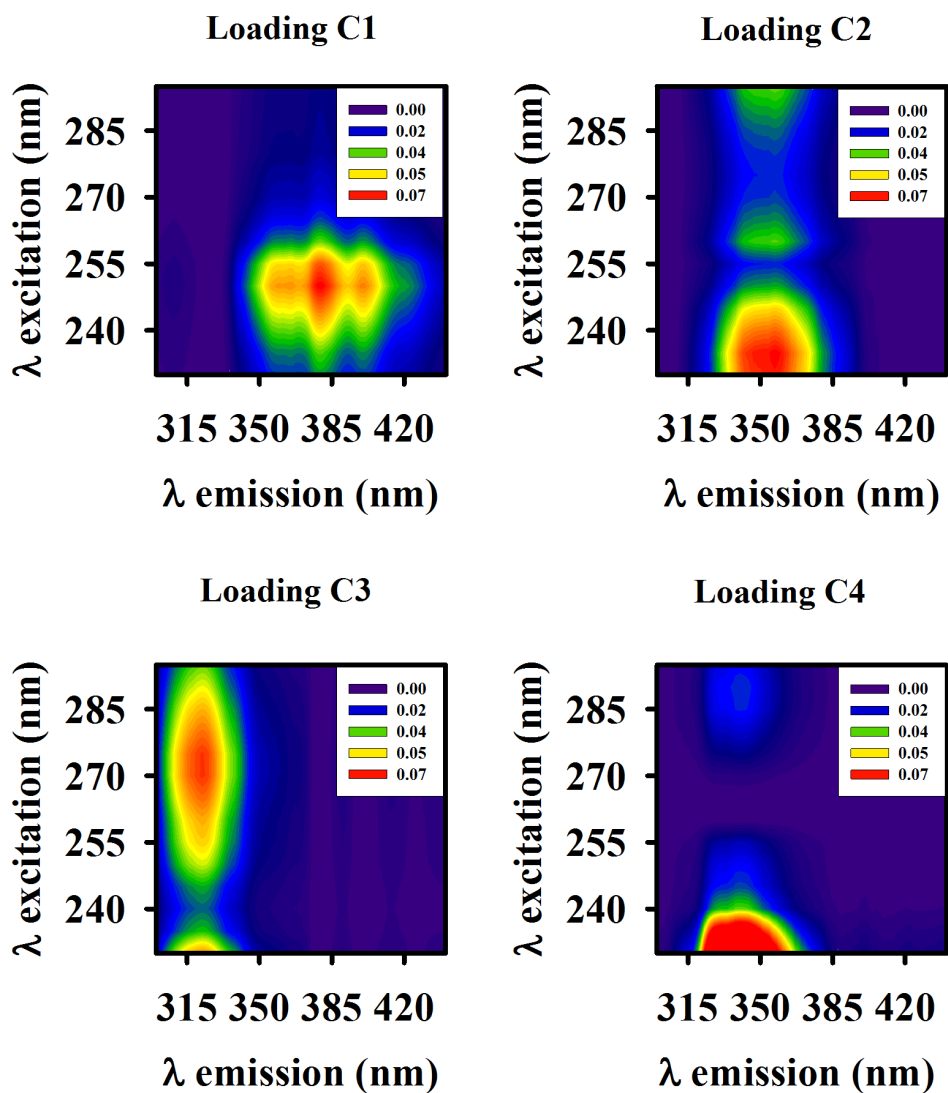 Loading C1
λ excitation (nm)
285
270
255
240
0.00
0.02
0.04
0.05
0.07
315 350 385 420
λ emission (nm)
Loading C2
λ excitation (nm)
285
270
255
240
0.00
0.02
0.04
0.05
0.07
315 350 385 420
λ emission (nm)
Loading C3
λ excitation (nm)
285
270
255
240
0.00
0.02
0.04
0.05
0.07
315 350 385 420
λ emission (nm)
Loading C4
λ excitation (nm)
285
270
255
240
0.00
0.02
0.04
0.05
0.07
315 350 385 420
λ emission (nm)